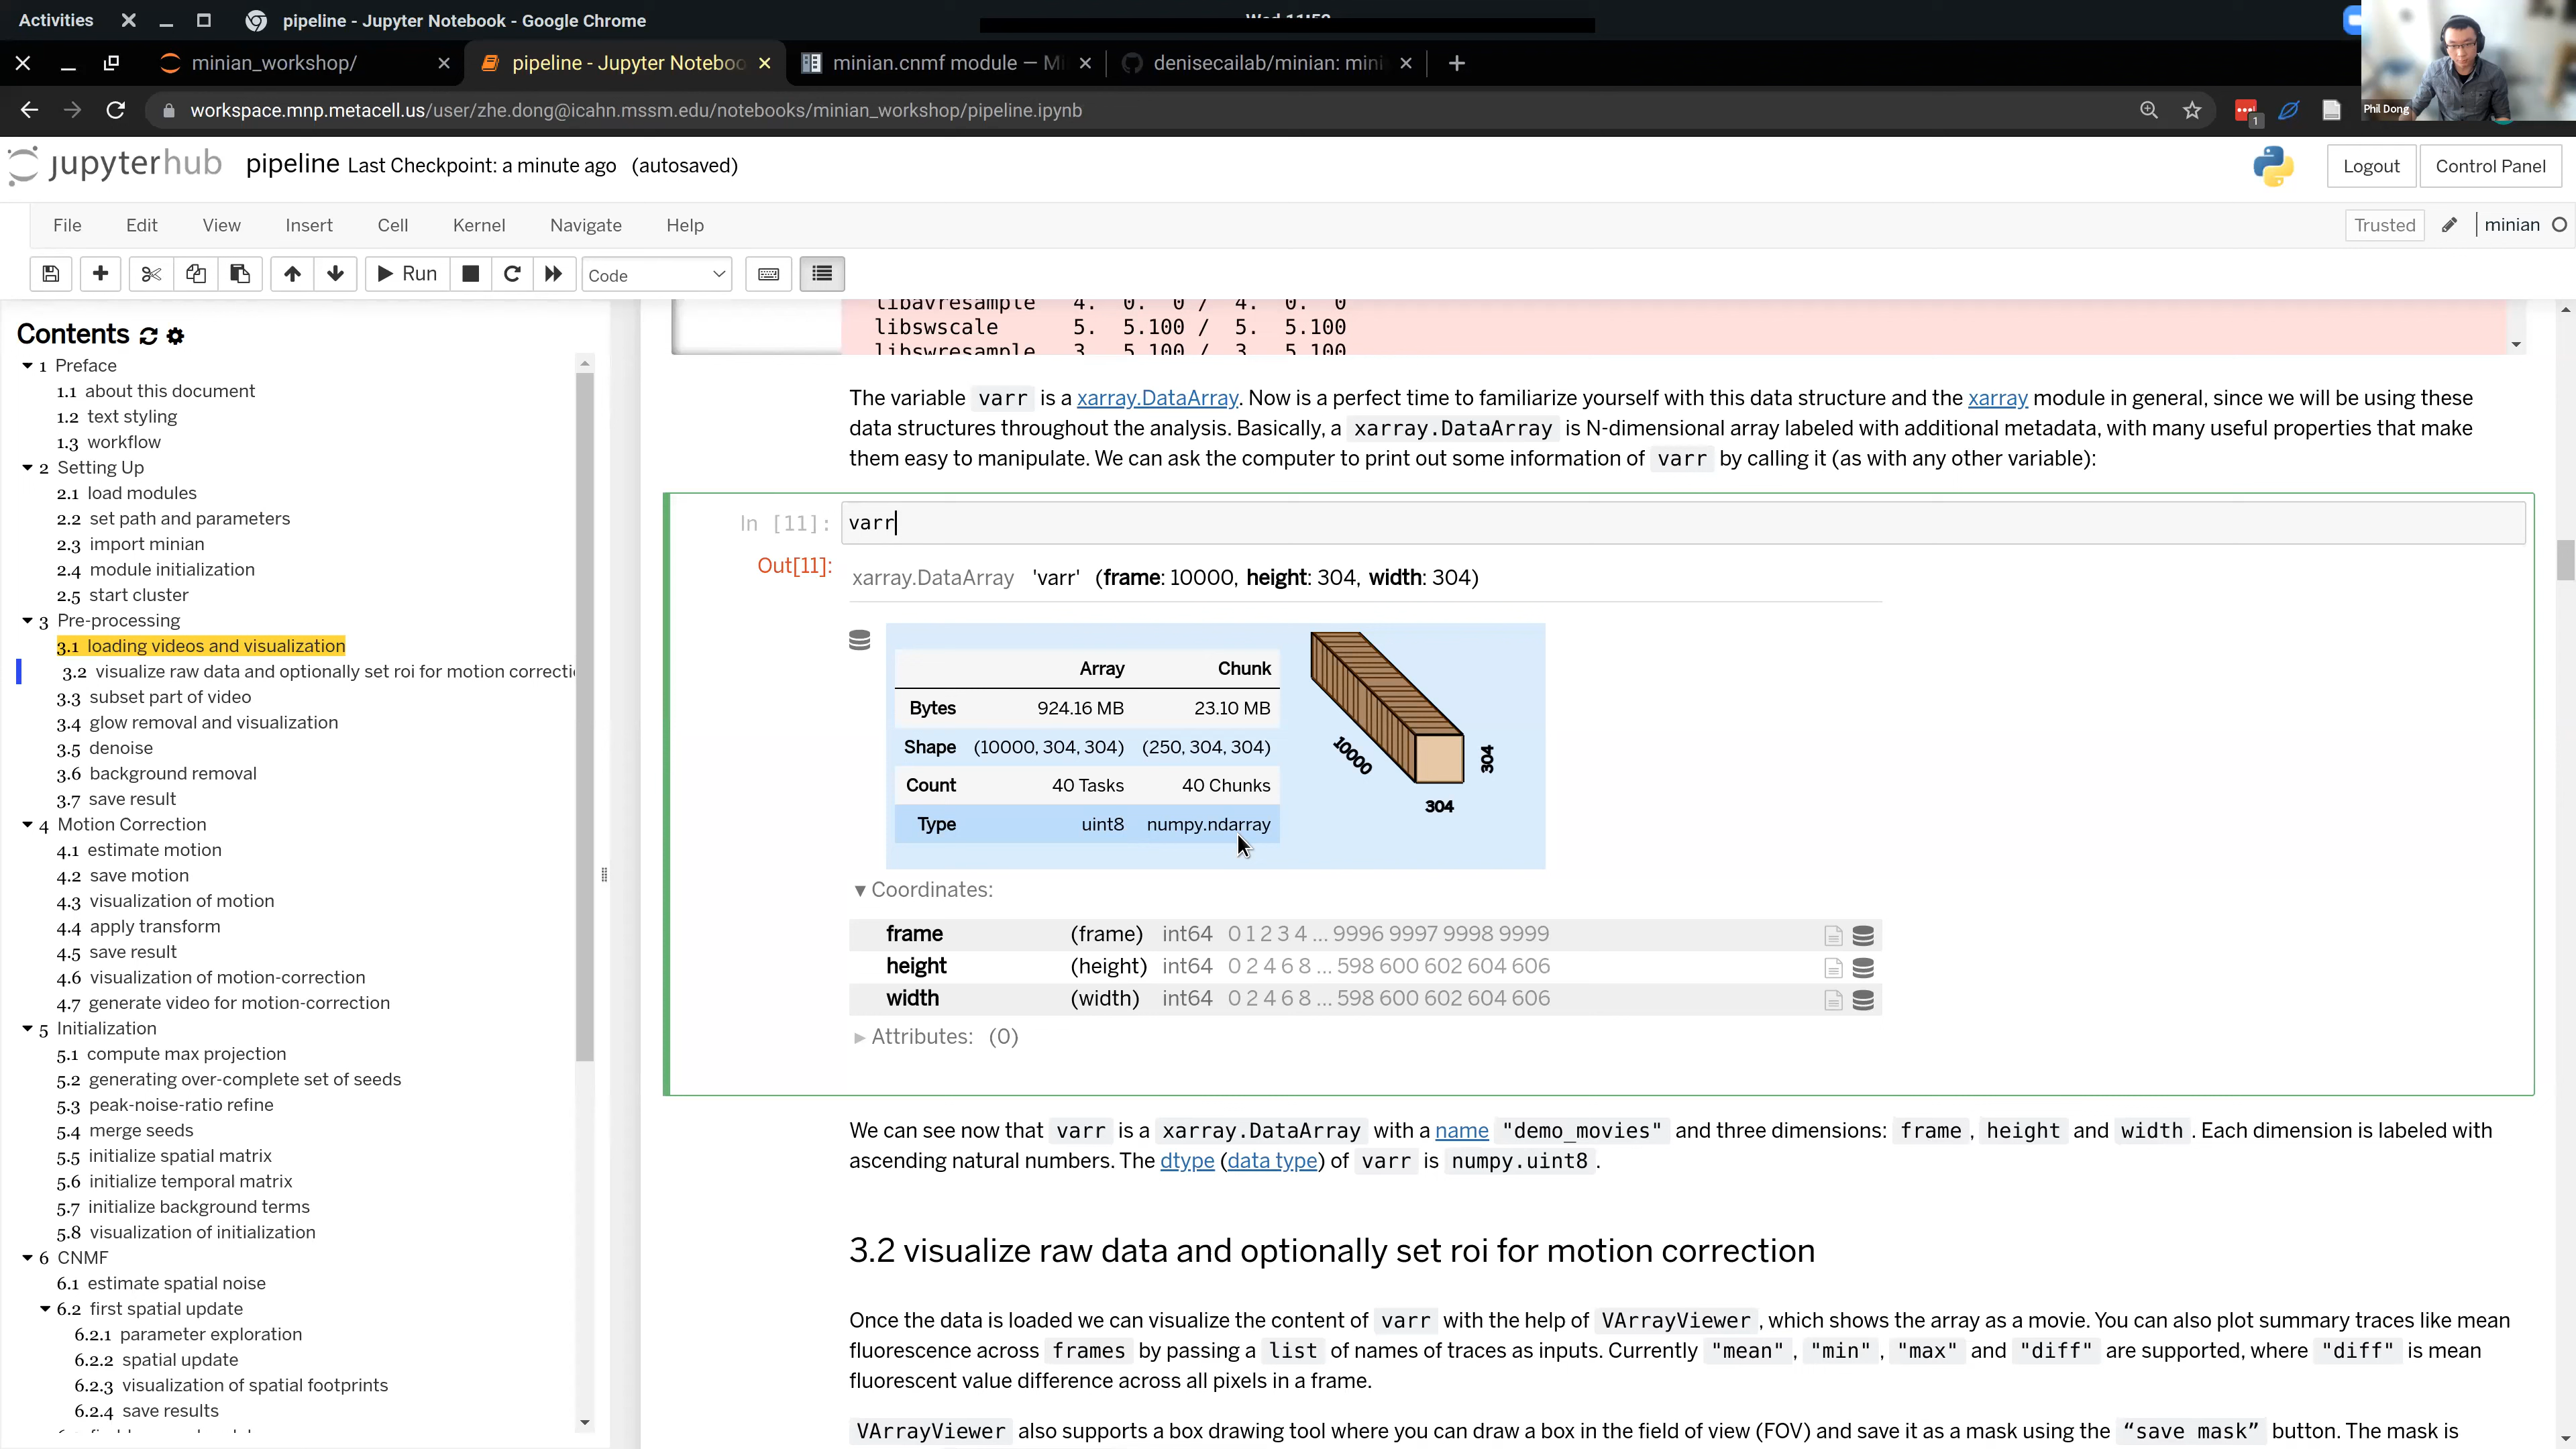 Activities
pipeline - Jupyter Notebook - Google Chrome
minian_workshop/
pipeline - Jupyter Noteboo
minian.cnmf module — Mi
denisecailab/minian: mini
workspace.mnp.metacell.us/user/zhe.dong@icahn.mssm.edu/notebooks/minian_workshop/pipeline.ipynb
1
Phil Dong
jupyterhub pipeline Last Checkpoint: a minute ago (autosaved)
Logout Control Panel
File Edit View Insert Cell Kernel Navigate Help
Trusted minian
Run Code
Contents
1 Preface
1.1 about this document
1.2 text styling
1.3 workflow
2 Setting Up
2.1 load modules
2.2 set path and parameters
2.3 import minian
2.4 module initialization
2.5 start cluster
3 Pre-processing
3.1 loading videos and visualization
3.2 visualize raw data and optionally set roi for motion correcti
3.3 subset part of video
3.4 glow removal and visualization
3.5 denoise
3.6 background removal
3.7 save result
4 Motion Correction
4.1 estimate motion
4.2 save motion
4.3 visualization of motion
4.4 apply transform
4.5 save result
4.6 visualization of motion-correction
4.7 generate video for motion-correction
5 Initialization
5.1 compute max projection
5.2 generating over-complete set of seeds
5.3 peak-noise-ratio refine
5.4 merge seeds
5.5 initialize spatial matrix
5.6 initialize temporal matrix
5.7 initialize background terms
5.8 visualization of initialization
6 CNMF
6.1 estimate spatial noise
6.2 first spatial update
6.2.1 parameter exploration
6.2.2 spatial update
6.2.3 visualization of spatial footprints
6.2.4 save results
libavresample 4. 0. 0 / 4. 0. 0
libswscale 5. 5.100 / 5. 5.100
libswresample 3. 5.100 / 3. 5.100
The variable varr is a xarray.DataArray. Now is a perfect time to familiarize yourself with this data structure and the xarray module in general, since we will be using these
data structures throughout the analysis. Basically, a xarray.DataArray is N-dimensional array labeled with additional metadata, with many useful properties that make
them easy to manipulate. We can ask the computer to print out some information of varr by calling it (as with any other variable):
In [11]: varr
Out[11]: xarray.DataArray 'varr' (frame: 10000, height: 304, width: 304)
Array Chunk
Bytes 924.16 MB 23.10 MB
Shape (10000, 304, 304) (250, 304, 304)
Count 40 Tasks 40 Chunks
Type uint8 numpy.ndarray
10000
304
304
Coordinates:
frame (frame) int64 0 1 2 3 4 ... 9996 9997 9998 9999
height (height) int64 0 2 4 6 8 ... 598 600 602 604 606
width (width) int64 0 2 4 6 8 ... 598 600 602 604 606
Attributes: (0)
We can see now that varr is a xarray.DataArray with a name "demo_movies" and three dimensions: frame , height and width . Each dimension is labeled with
ascending natural numbers. The dtype (data type) of varr is numpy.uint8 .
3.2 visualize raw data and optionally set roi for motion correction
Once the data is loaded we can visualize the content of varr with the help of VArrayViewer , which shows the array as a movie. You can also plot summary traces like mean
fluorescence across frames by passing a list of names of traces as inputs. Currently "mean" , "min" , "max" and "diff" are supported, where "diff" is mean
fluorescent value difference across all pixels in a frame.
VArrayViewer also supports a box drawing tool where you can draw a box in the field of view (FOV) and save it as a mask using the “save mask” button. The mask is